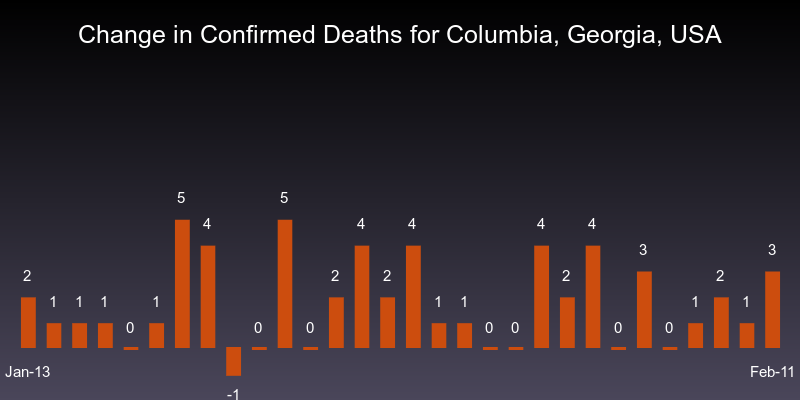 Change in Confirmed Deaths for Columbia, Georgia, USA
2 1 1 1 0 1 5 4 -1 0 5 0 2 4 2 4 1 1 0 0 4 2 4 0 3 0 1 2 1 3
Jan-13 Feb-11